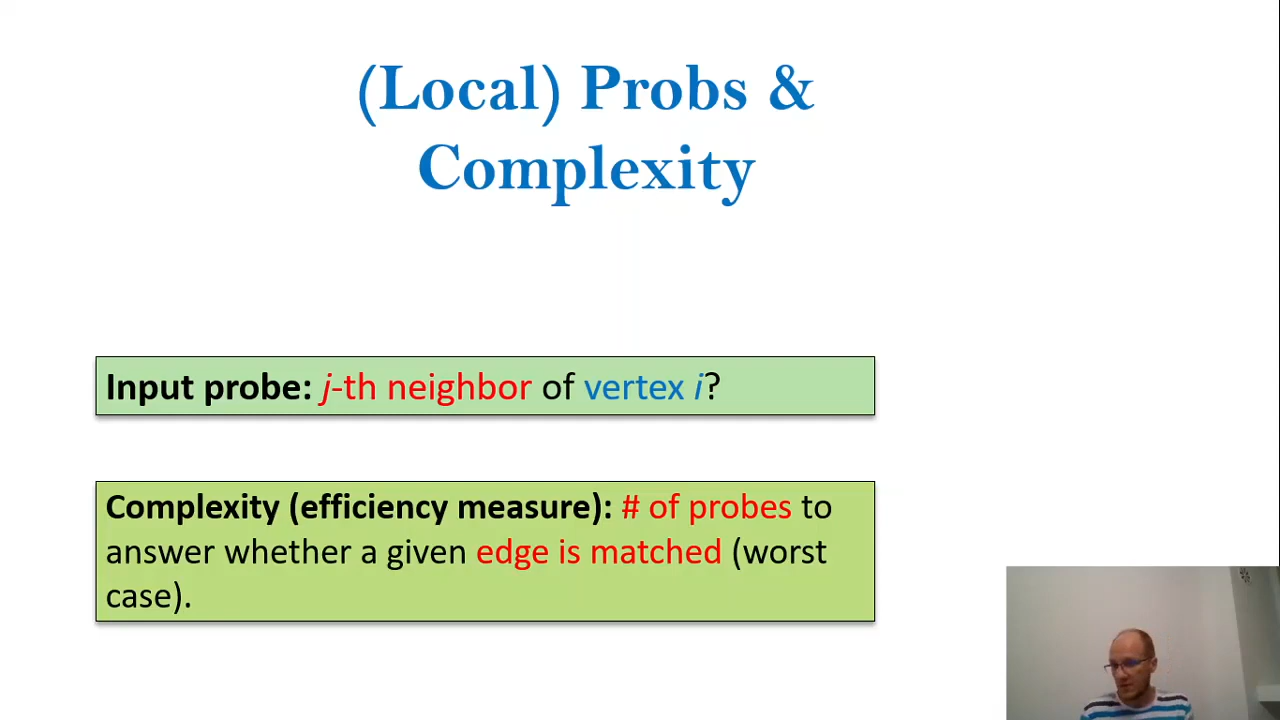 (Local) Probs &
Complexity
Input probe: j-th neighbor of vertex i?
Complexity (efficiency measure): # of probes to
answer whether a given edge is matched (worst
case).